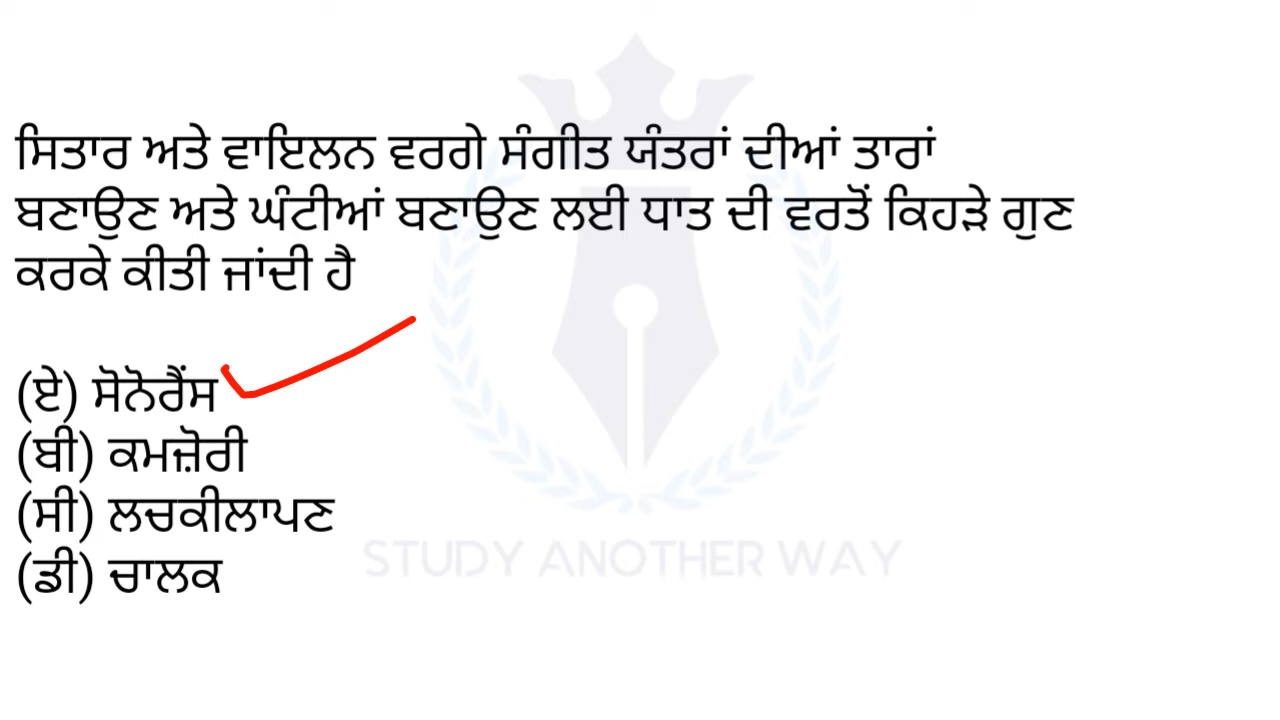 ਸਿਤਾਰ ਅਤੇ ਵਾਇਲਨ ਵਰਗੇ ਸੰਗੀਤ ਯੰਤਰਾਂ ਦੀਆਂ ਤਾਰਾਂ
ਬਣਾਉਣ ਅਤੇ ਘੰਟੀਆਂ ਬਣਾਉਣ ਲਈ ਧਾਤ ਦੀ ਵਰਤੋਂ ਕਿਹੜੇ ਗੁਣ
ਕਰਕੇ ਕੀਤੀ ਜਾਂਦੀ ਹੈ
(ਏ) ਸੋਨੋਰੈਂਸ
(ਬੀ) ਕਮਜ਼ੋਰੀ
(ਸੀ) ਲਚਕੀਲਾਪਣ
(ਡੀ) ਚਾਲਕ
STUDY ANOTHER WAY